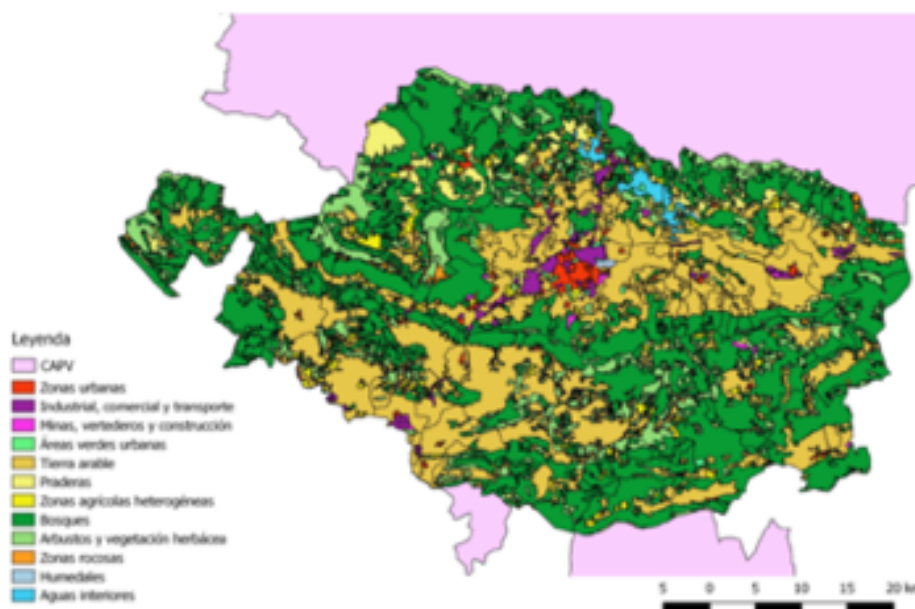 Leyenda
CAPV
Zonas urbanas
Industrial, comercial y transporte
Minas, vertederos y construcción
Áreas verdes urbanas
Tierra arable
Praderas
Zonas agrícolas heterogéneas
Bosques
Arbustos y vegetación herbácea
Zonas rocosas
Humedales
Aguas interiores
5 0 5 10 15 20 km